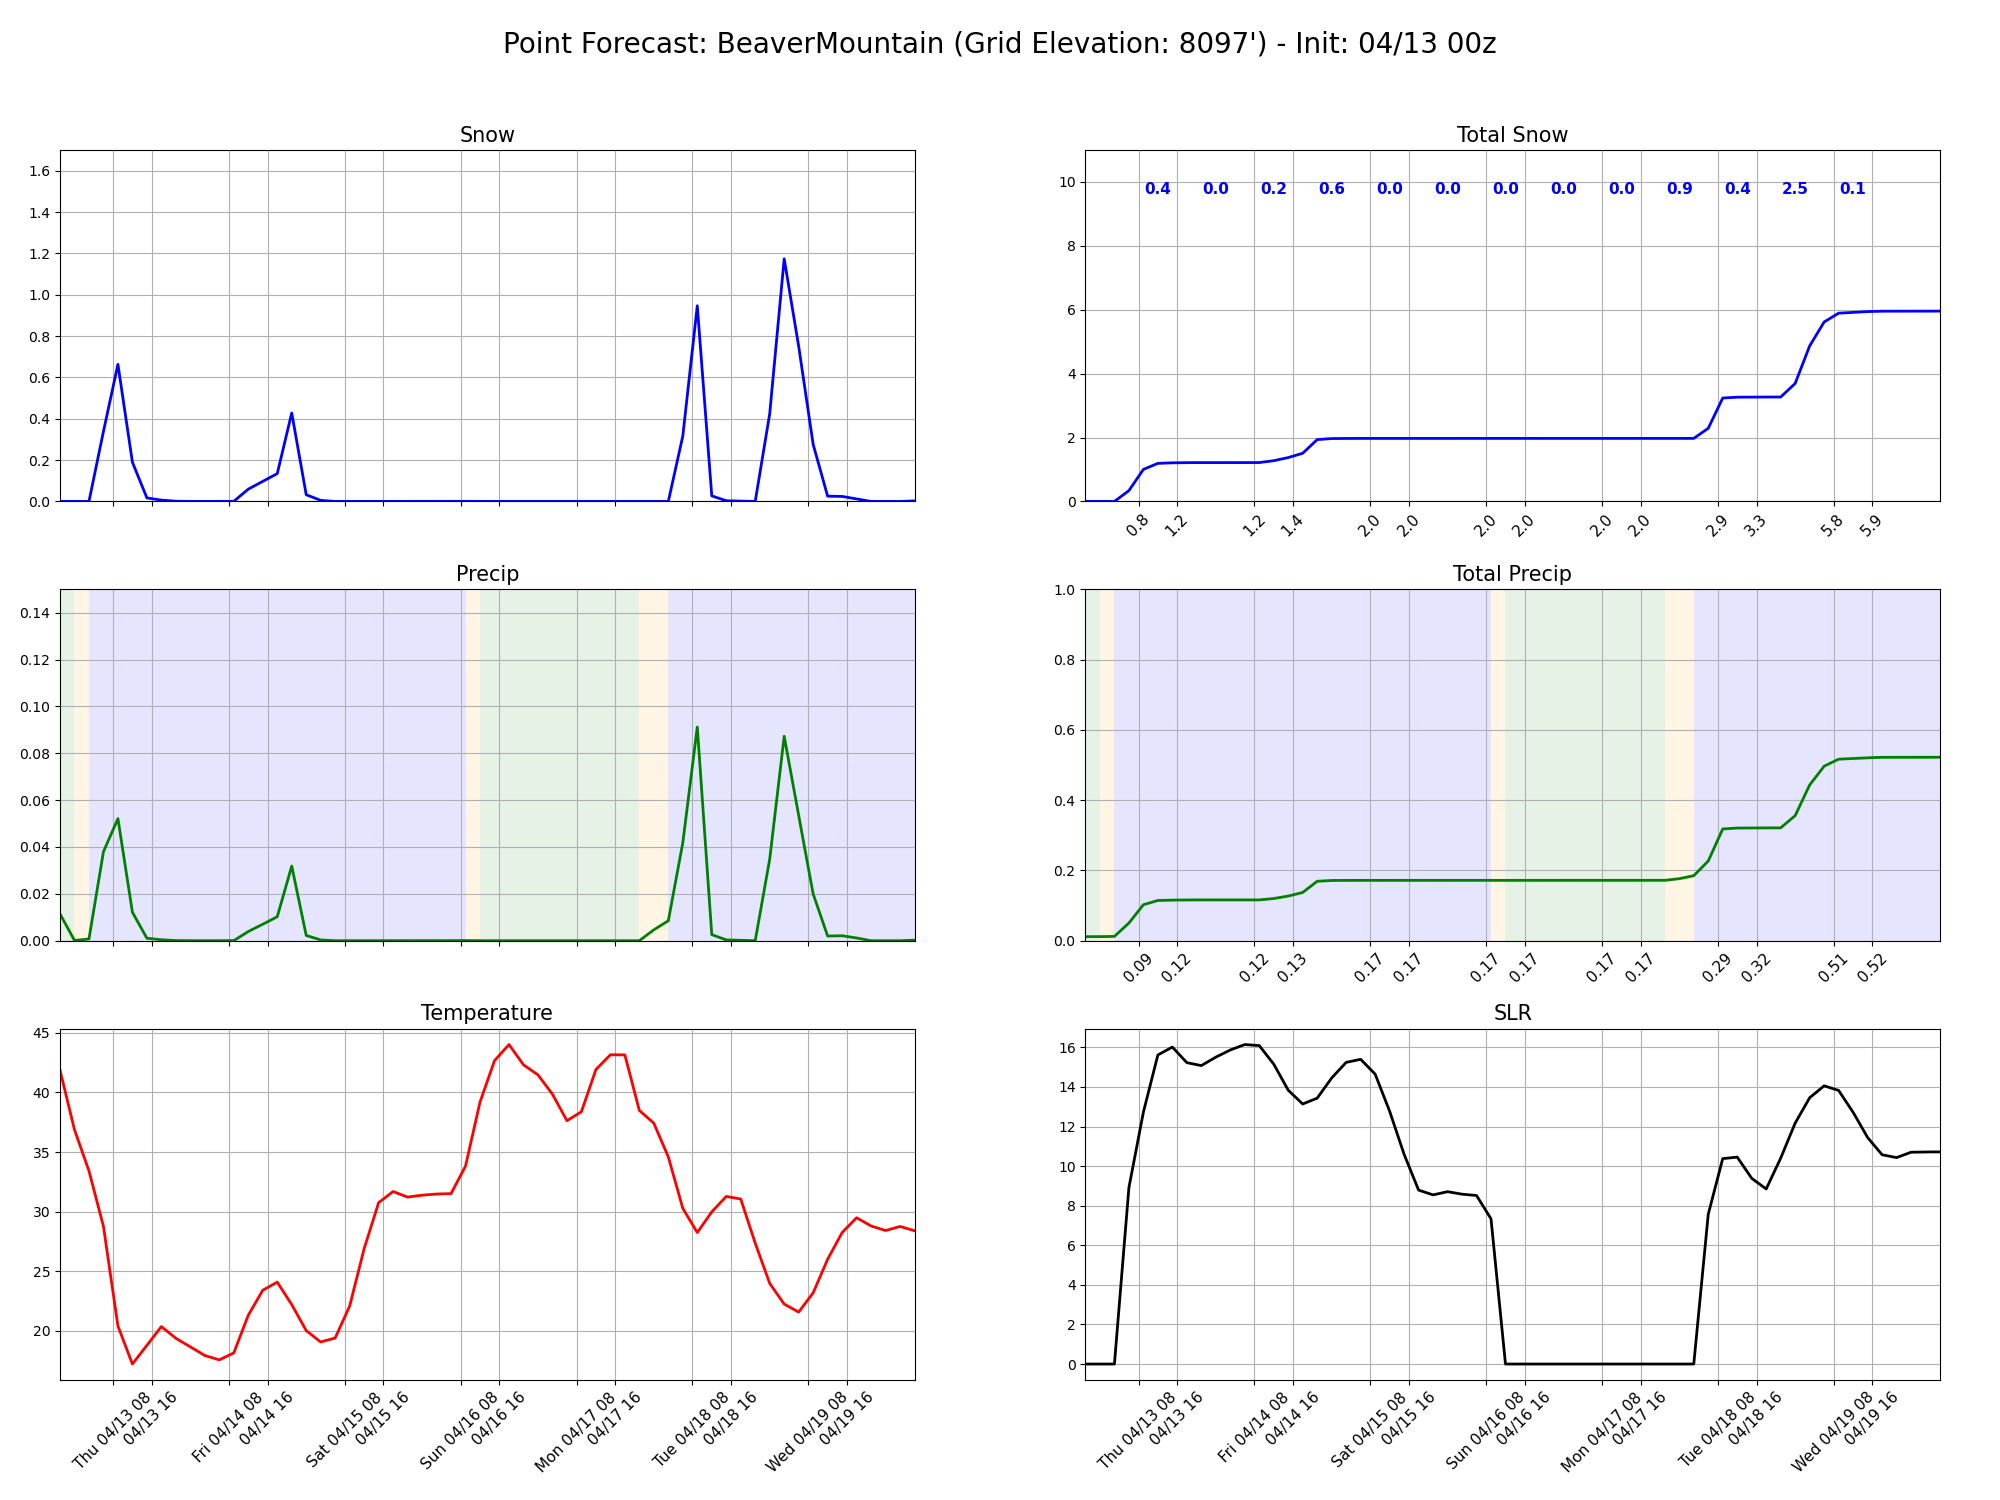 Point Forecast: BeaverMountain (Grid Elevation: 8097') - Init: 04/13 00z
Snow
1.6
1.4
1.2
1.0
0.8
0.6
0.4
0.2
0.0
Total Snow
10
8
6
4
2
0
0.4 0.0 0.2 0.6 0.0 0.0 0.0 0.0 0.0 0.9 0.4 2.5 0.1
0.8 1.2 1.2 1.4 2.0 2.0 2.0 2.0 2.0 2.0 2.9 3.3 5.8 5.9
Precip
0.14
0.12
0.10
0.08
0.06
0.04
0.02
0.00
Total Precip
1.0
0.8
0.6
0.4
0.2
0.0
0.09 0.12 0.12 0.13 0.17 0.17 0.17 0.17 0.17 0.17 0.29 0.32 0.51 0.52
Temperature
45
40
35
30
25
20
Thu 04/13 08
04/13 16
Fri 04/14 08
04/14 16
Sat 04/15 08
04/15 16
Sun 04/16 08
04/16 16
Mon 04/17 08
04/17 16
Tue 04/18 08
04/18 16
Wed 04/19 08
04/19 16
SLR
16
14
12
10
8
6
4
2
0
Thu 04/13 08
04/13 16
Fri 04/14 08
04/14 16
Sat 04/15 08
04/15 16
Sun 04/16 08
04/16 16
Mon 04/17 08
04/17 16
Tue 04/18 08
04/18 16
Wed 04/19 08
04/19 16